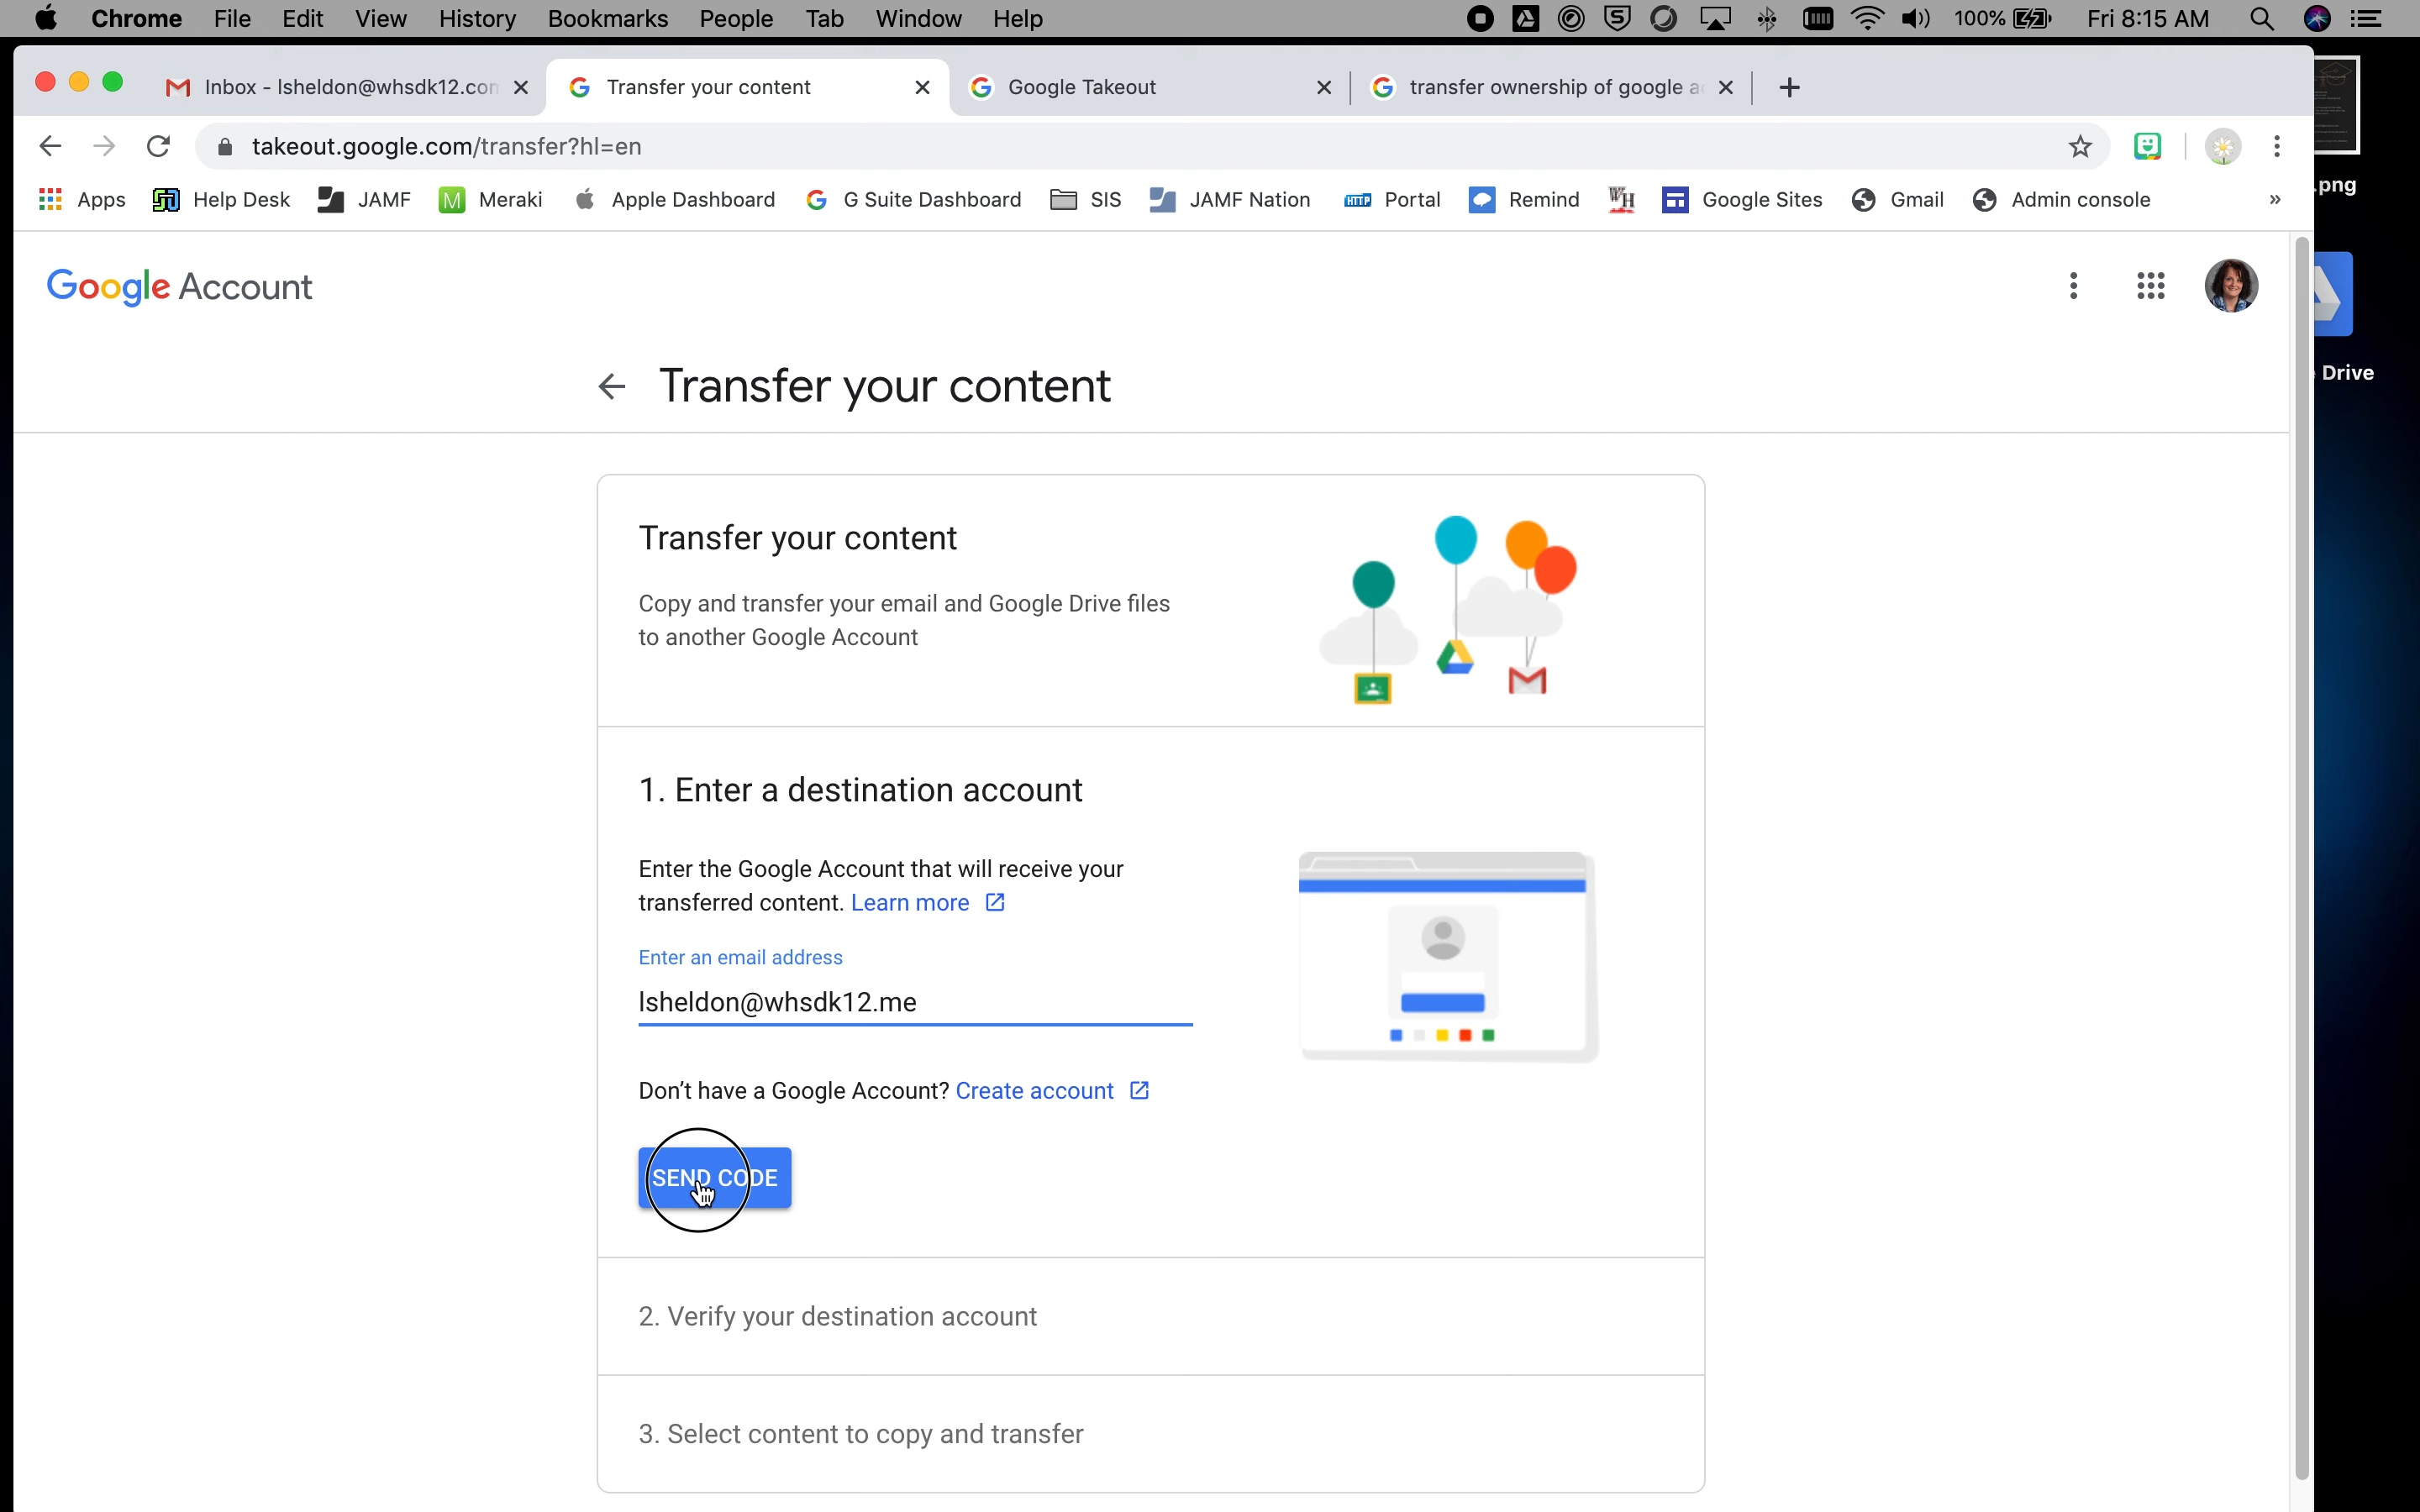 Chrome File Edit View History Bookmarks People Tab Window Help 100% Fri 8:15 AM
Inbox - lsheldon@whsdk12.com Transfer your content Google Takeout transfer ownership of google a
takeout.google.com/transfer?hl=en
Apps Help Desk JAMF Meraki Apple Dashboard G Suite Dashboard SIS JAMF Nation Portal Remind Google Sites Gmail Admin console »
.png
Drive
Google Account
Transfer your content
Transfer your content
Copy and transfer your email and Google Drive files
to another Google Account
1. Enter a destination account
Enter the Google Account that will receive your
transferred content. Learn more
Enter an email address
lsheldon@whsdk12.me
Don't have a Google Account? Create account
SEND CODE
2. Verify your destination account
3. Select content to copy and transfer